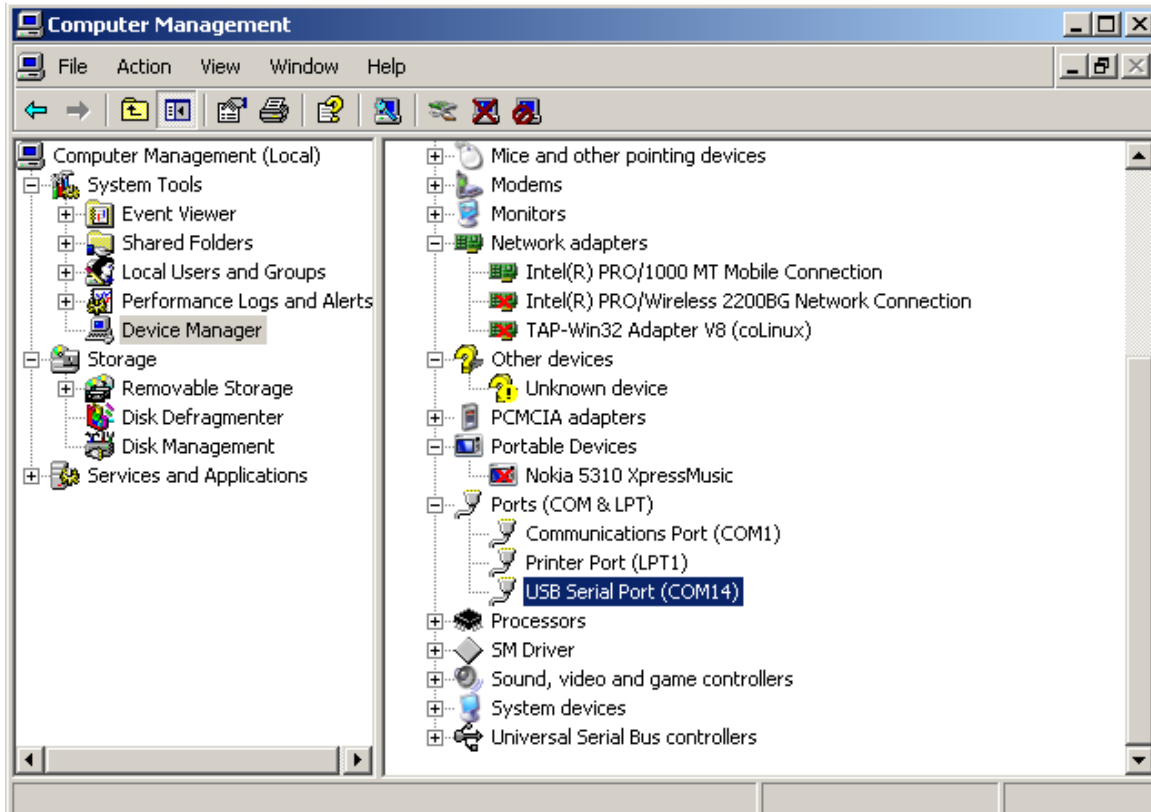 Computer Management
File Action View Window Help
Computer Management (Local)
System Tools
Event Viewer
Shared Folders
Local Users and Groups
Performance Logs and Alerts
Device Manager
Storage
Removable Storage
Disk Defragmenter
Disk Management
Services and Applications
Mice and other pointing devices
Modems
Monitors
Network adapters
Intel(R) PRO/1000 MT Mobile Connection
Intel(R) PRO/Wireless 2200BG Network Connection
TAP-Win32 Adapter V8 (coLinux)
Other devices
Unknown device
PCMCIA adapters
Portable Devices
Nokia 5310 XpressMusic
Ports (COM & LPT)
Communications Port (COM1)
Printer Port (LPT1)
USB Serial Port (COM14)
Processors
SM Driver
Sound, video and game controllers
System devices
Universal Serial Bus controllers